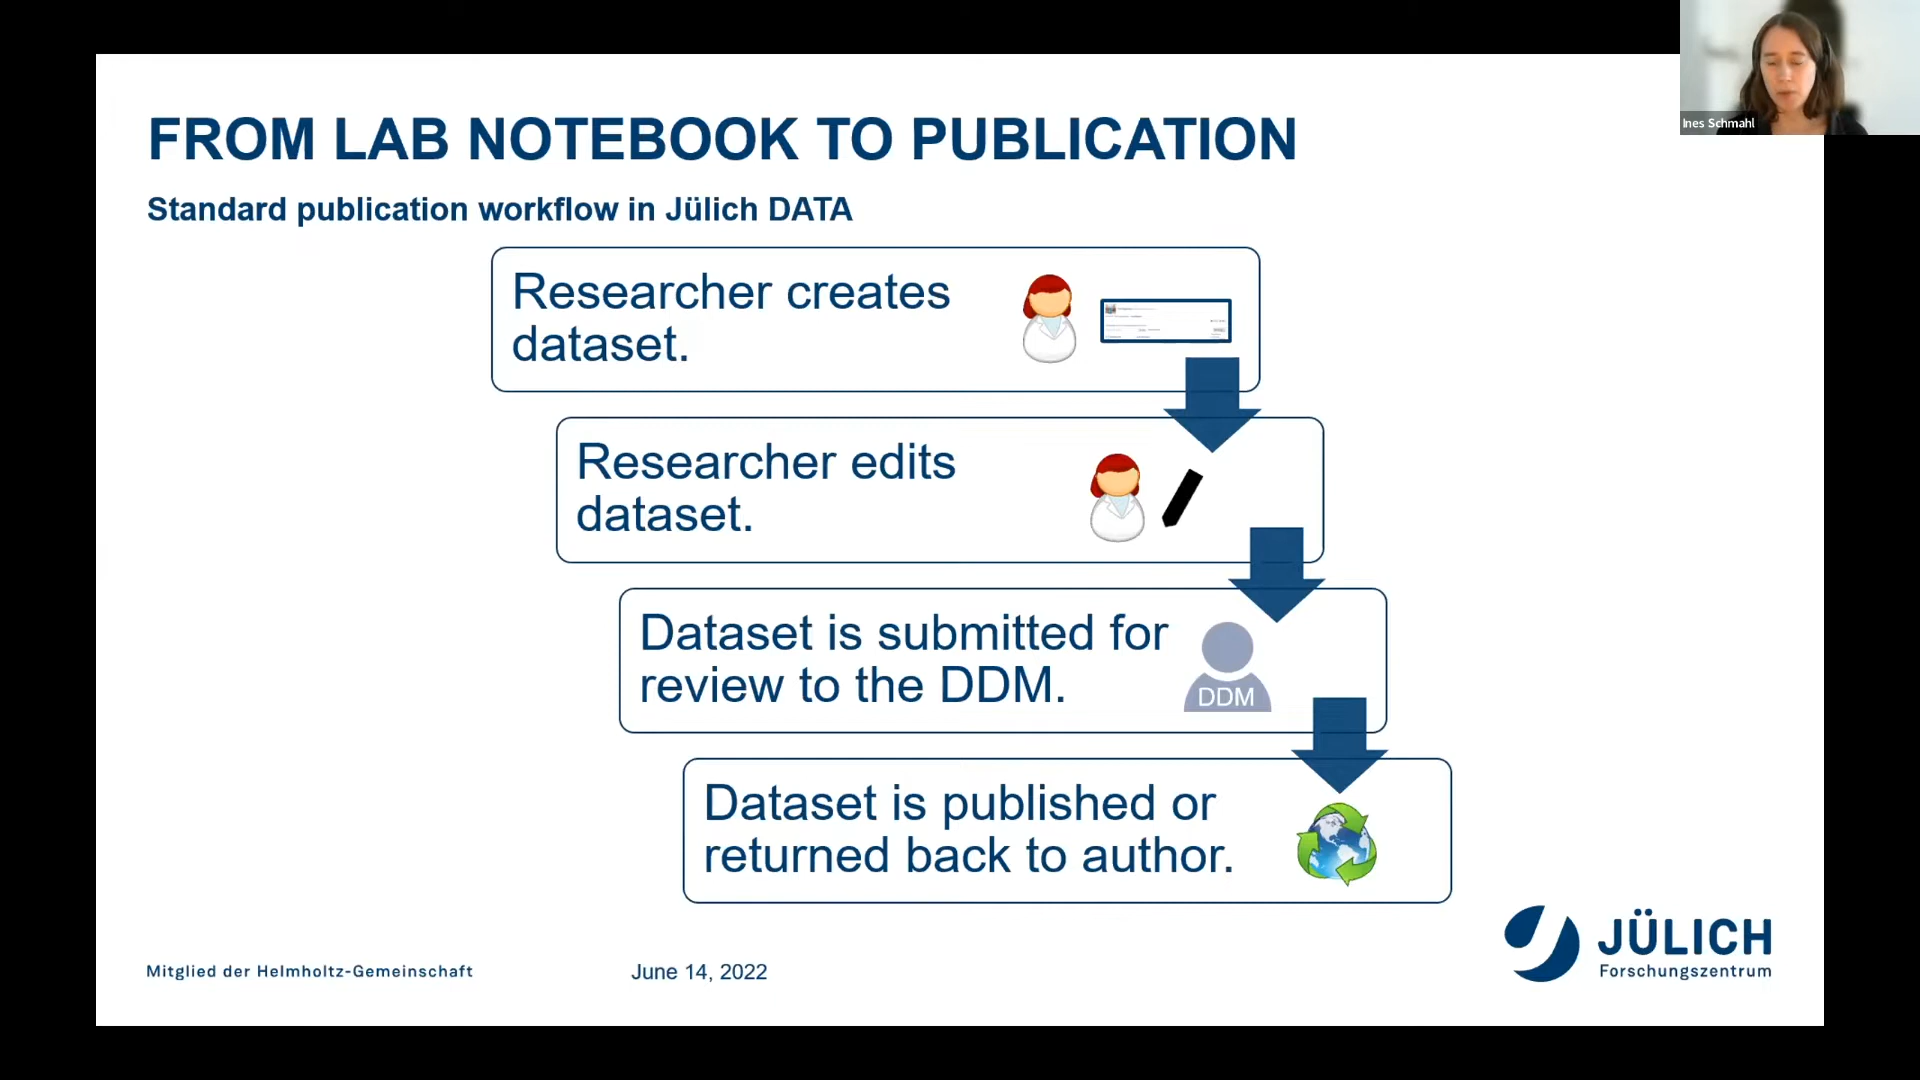 FROM LAB NOTEBOOK TO PUBLICATION
Standard publication workflow in Jülich DATA
Researcher creates
dataset.
Researcher edits
dataset.
Dataset is submitted for
review to the DDM.
DDM
Dataset is published or
returned back to author.
Mitglied der Helmholtz-Gemeinschaft
June 14, 2022
JÜLICH
Forschungszentrum
Ines Schmahl